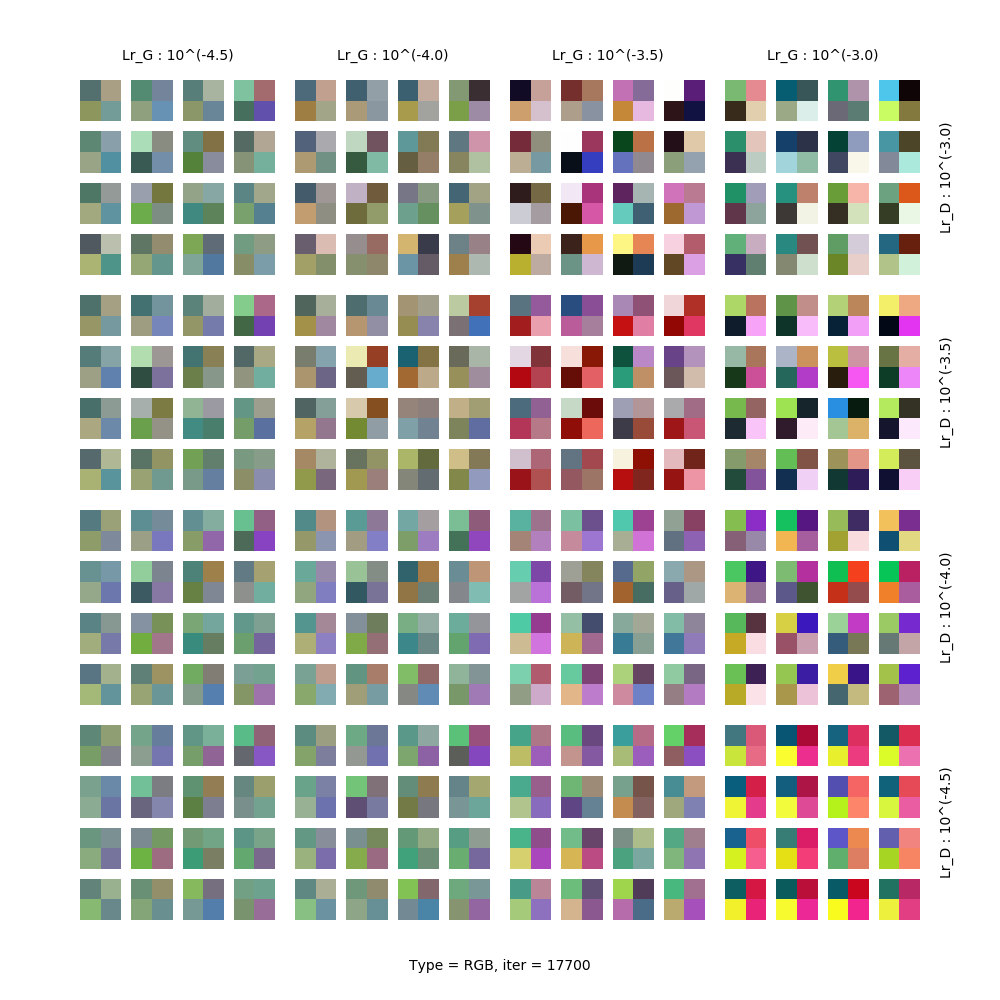 Lr_G : 10^(-4.5)
Lr_G : 10^(-4.0)
Lr_G : 10^(-3.5)
Lr_G : 10^(-3.0)
Lr_D : 10^(-3.0)
Lr_D : 10^(-3.5)
Lr_D : 10^(-4.0)
Lr_D : 10^(-4.5)
Type = RGB, iter = 17700